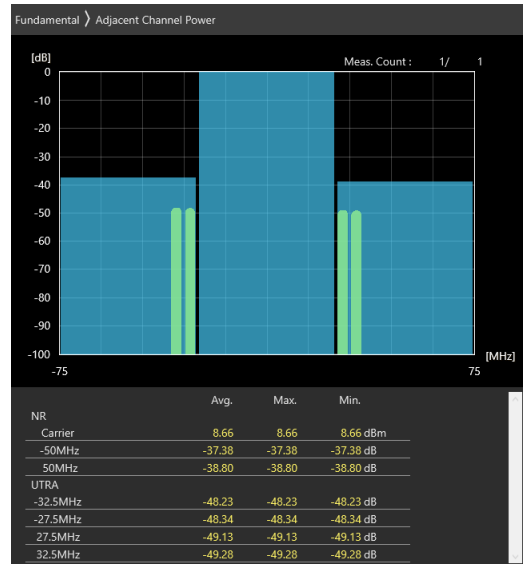 Fundamental 〉 Adjacent Channel Power
[dB]
Meas. Count : 1/ 1
0
-10
-20
-30
-40
-50
-60
-70
-80
-90
-100
[MHz]
-75 75
Avg. Max. Min.
NR
Carrier 8.66 8.66 8.66 dBm
-50MHz -37.38 -37.38 -37.38 dB
50MHz -38.80 -38.80 -38.80 dB
UTRA
-32.5MHz -48.23 -48.23 -48.23 dB
-27.5MHz -48.34 -48.34 -48.34 dB
27.5MHz -49.13 -49.13 -49.13 dB
32.5MHz -49.28 -49.28 -49.28 dB